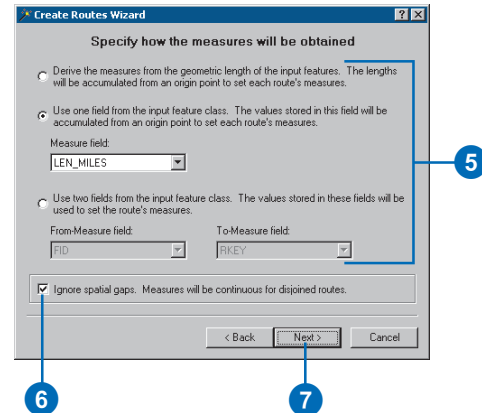 Create Routes Wizard
Specify how the measures will be obtained
Derive the measures from the geometric length of the input features. The lengths
will be accumulated from an origin point to set each route's measures.
Use one field from the input feature class. The values stored in this field will be
accumulated from an origin point to set each route's measures.
Measure field:
LEN_MILES
5
Use two fields from the input feature class. The values stored in these fields will be
used to set the route's measures.
From-Measure field:
To-Measure field:
FID
RKEY
Ignore spatial gaps. Measures will be continuous for disjoined routes.
< Back
Next >
Cancel
6
7